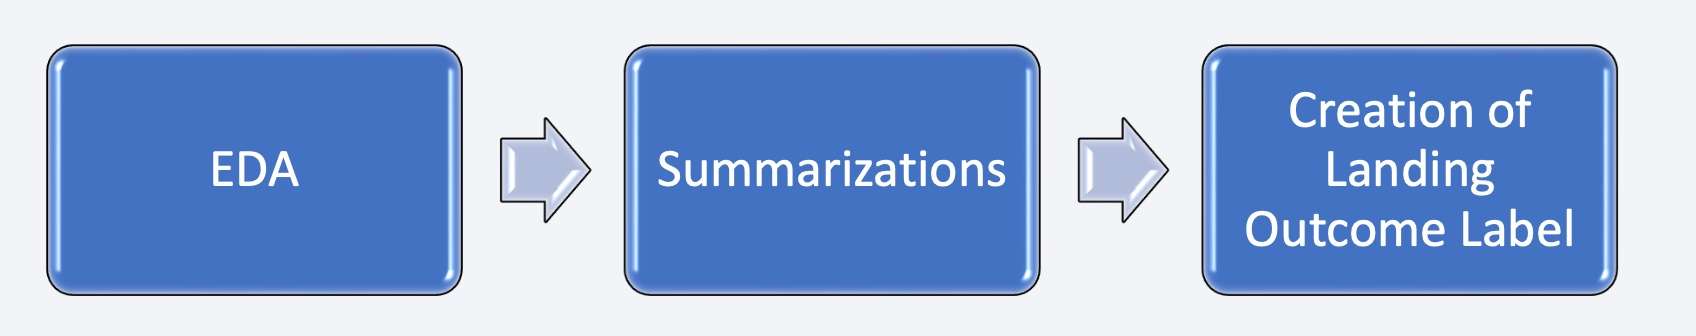 EDA
Summarizations
Creation of
Landing
Outcome Label